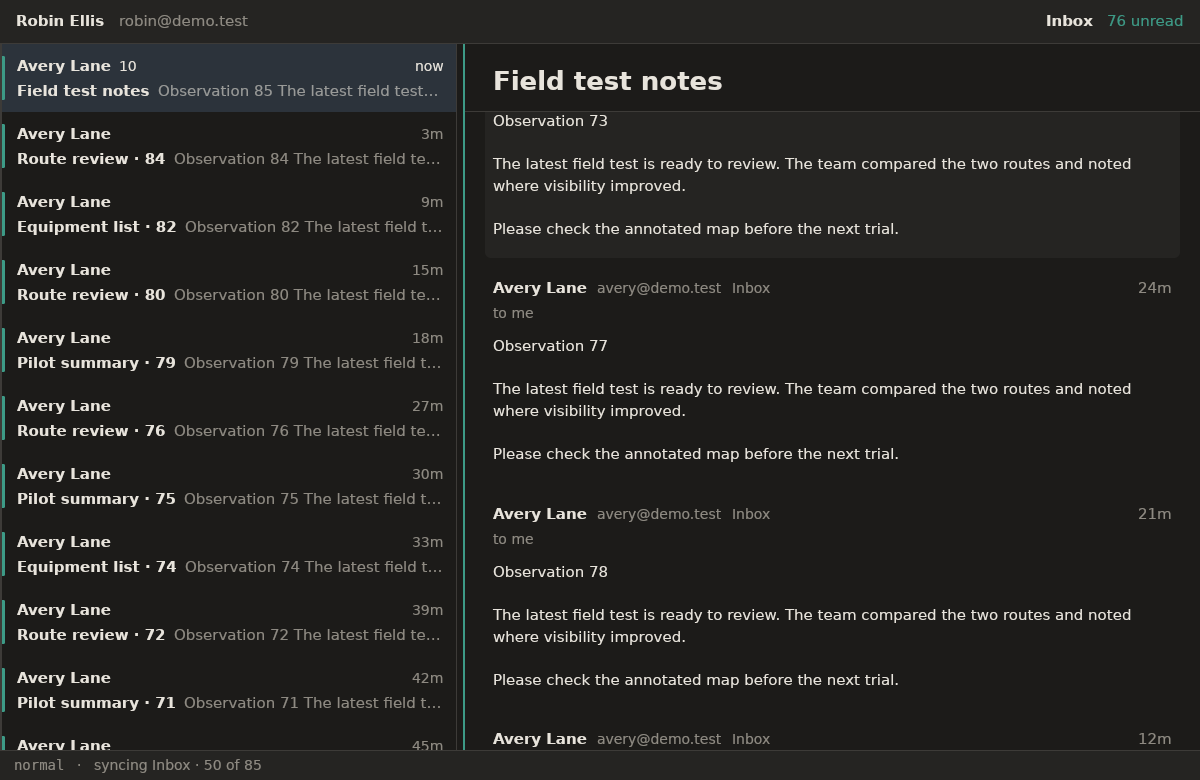 Robin Ellis robin@demo.test
Inbox 76 unread
Avery Lane 10 now
Field test notes Observation 85 The latest field test…
Avery Lane 3m
Route review · 84 Observation 84 The latest field te…
Avery Lane 9m
Equipment list · 82 Observation 82 The latest field t…
Avery Lane 15m
Route review · 80 Observation 80 The latest field te…
Avery Lane 18m
Pilot summary · 79 Observation 79 The latest field t…
Avery Lane 27m
Route review · 76 Observation 76 The latest field te…
Avery Lane 30m
Pilot summary · 75 Observation 75 The latest field t…
Avery Lane 33m
Equipment list · 74 Observation 74 The latest field t…
Avery Lane 39m
Route review · 72 Observation 72 The latest field te…
Avery Lane 42m
Pilot summary · 71 Observation 71 The latest field t…
Avery Lane 45m
Field test notes
Observation 73
The latest field test is ready to review. The team compared the two routes and noted
where visibility improved.
Please check the annotated map before the next trial.
Avery Lane avery@demo.test Inbox 24m
to me
Observation 77
The latest field test is ready to review. The team compared the two routes and noted
where visibility improved.
Please check the annotated map before the next trial.
Avery Lane avery@demo.test Inbox 21m
to me
Observation 78
The latest field test is ready to review. The team compared the two routes and noted
where visibility improved.
Please check the annotated map before the next trial.
Avery Lane avery@demo.test Inbox 12m
normal · syncing Inbox · 50 of 85